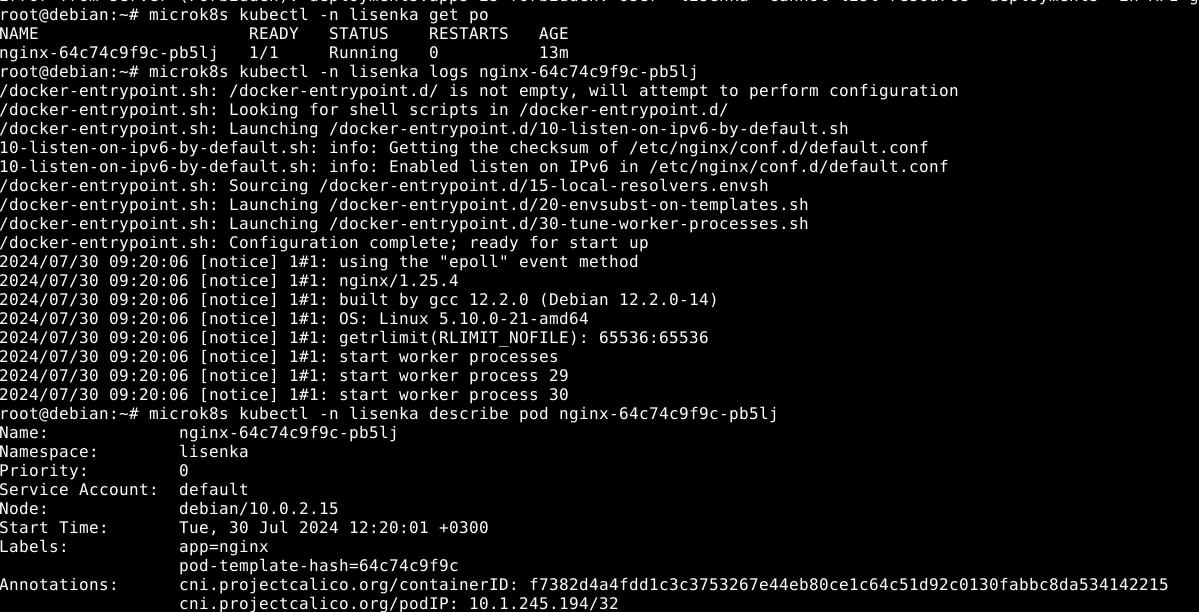 root@debian:~# microk8s kubectl -n lisenka get po
NAME                     READY   STATUS    RESTARTS   AGE
nginx-64c74c9f9c-pb5lj   1/1     Running   0          13m
root@debian:~# microk8s kubectl -n lisenka logs nginx-64c74c9f9c-pb5lj
/docker-entrypoint.sh: /docker-entrypoint.d/ is not empty, will attempt to perform configuration
/docker-entrypoint.sh: Looking for shell scripts in /docker-entrypoint.d/
/docker-entrypoint.sh: Launching /docker-entrypoint.d/10-listen-on-ipv6-by-default.sh
10-listen-on-ipv6-by-default.sh: info: Getting the checksum of /etc/nginx/conf.d/default.conf
10-listen-on-ipv6-by-default.sh: info: Enabled listen on IPv6 in /etc/nginx/conf.d/default.conf
/docker-entrypoint.sh: Sourcing /docker-entrypoint.d/15-local-resolvers.envsh
/docker-entrypoint.sh: Launching /docker-entrypoint.d/20-envsubst-on-templates.sh
/docker-entrypoint.sh: Launching /docker-entrypoint.d/30-tune-worker-processes.sh
/docker-entrypoint.sh: Configuration complete; ready for start up
2024/07/30 09:20:06 [notice] 1#1: using the "epoll" event method
2024/07/30 09:20:06 [notice] 1#1: nginx/1.25.4
2024/07/30 09:20:06 [notice] 1#1: built by gcc 12.2.0 (Debian 12.2.0-14)
2024/07/30 09:20:06 [notice] 1#1: OS: Linux 5.10.0-21-amd64
2024/07/30 09:20:06 [notice] 1#1: getrlimit(RLIMIT_NOFILE): 65536:65536
2024/07/30 09:20:06 [notice] 1#1: start worker processes
2024/07/30 09:20:06 [notice] 1#1: start worker process 29
2024/07/30 09:20:06 [notice] 1#1: start worker process 30
root@debian:~# microk8s kubectl -n lisenka describe pod nginx-64c74c9f9c-pb5lj
Name:             nginx-64c74c9f9c-pb5lj
Namespace:        lisenka
Priority:         0
Service Account:  default
Node:             debian/10.0.2.15
Start Time:       Tue, 30 Jul 2024 12:20:01 +0300
Labels:           app=nginx
                  pod-template-hash=64c74c9f9c
Annotations:      cni.projectcalico.org/containerID: f7382d4a4fdd1c3c3753267e44eb80ce1c64c51d92c0130fabbc8da534142215
                  cni.projectcalico.org/podIP: 10.1.245.194/32